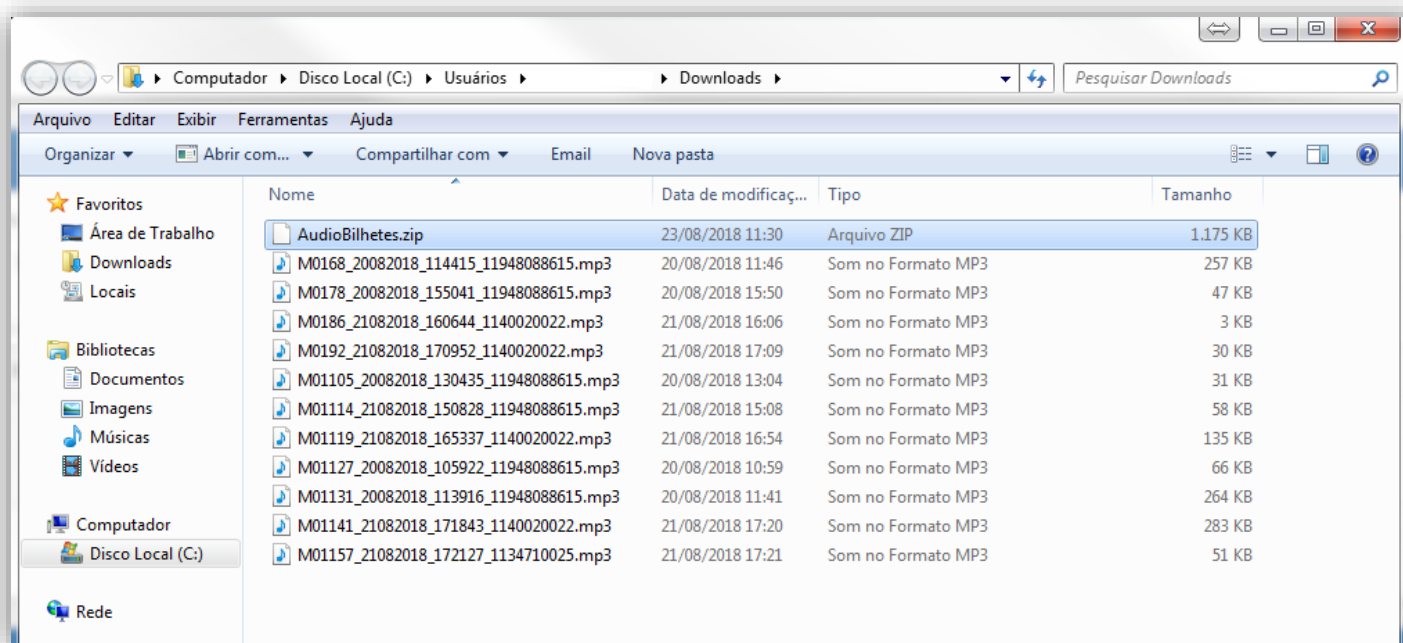 Computador Disco Local (C:) Usuários Downloads Pesquisar Downloads
Arquivo Editar Exibir Ferramentas Ajuda
Organizar Abrir com... Compartilhar com Email Nova pasta
Favoritos
Área de Trabalho
Downloads
Locais
Bibliotecas
Documentos
Imagens
Músicas
Vídeos
Computador
Disco Local (C:)
Rede
Nome Data de modificaç... Tipo Tamanho
AudioBilhetes.zip 23/08/2018 11:30 Arquivo ZIP 1.175 KB
M0168_20082018_114415_11948088615.mp3 20/08/2018 11:46 Som no Formato MP3 257 KB
M0178_20082018_155041_11948088615.mp3 20/08/2018 15:50 Som no Formato MP3 47 KB
M0186_21082018_160644_1140020022.mp3 21/08/2018 16:06 Som no Formato MP3 3 KB
M0192_21082018_170952_1140020022.mp3 21/08/2018 17:09 Som no Formato MP3 30 KB
M01105_20082018_130435_11948088615.mp3 20/08/2018 13:04 Som no Formato MP3 31 KB
M01114_21082018_150828_11948088615.mp3 21/08/2018 15:08 Som no Formato MP3 58 KB
M01119_21082018_165337_1140020022.mp3 21/08/2018 16:54 Som no Formato MP3 135 KB
M01127_20082018_105922_11948088615.mp3 20/08/2018 10:59 Som no Formato MP3 66 KB
M01131_20082018_113916_11948088615.mp3 20/08/2018 11:41 Som no Formato MP3 264 KB
M01141_21082018_171843_1140020022.mp3 21/08/2018 17:20 Som no Formato MP3 283 KB
M01157_21082018_172127_1134710025.mp3 21/08/2018 17:21 Som no Formato MP3 51 KB